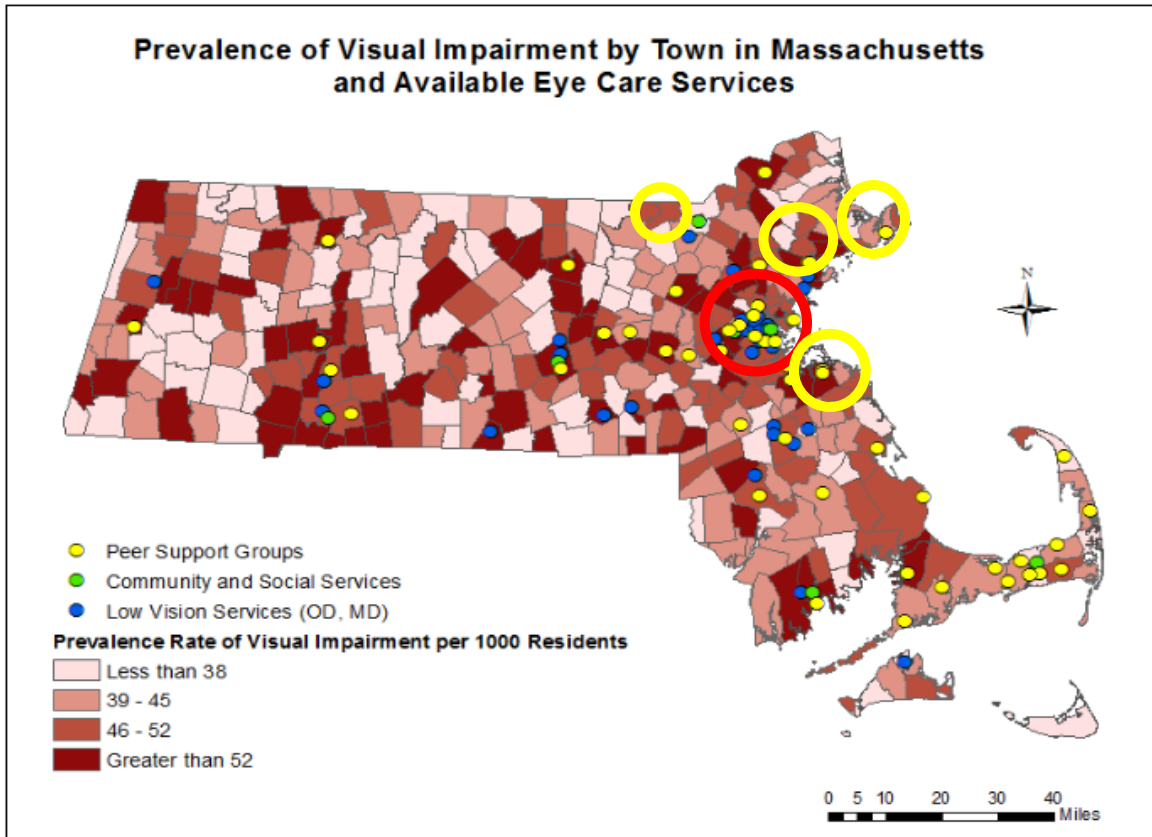 Prevalence of Visual Impairment by Town in Massachusetts
and Available Eye Care Services
N
Peer Support Groups
Community and Social Services
Low Vision Services (OD, MD)
Prevalence Rate of Visual Impairment per 1000 Residents
Less than 38
39 - 45
46 - 52
Greater than 52
0 5 10 20 30 40
Miles